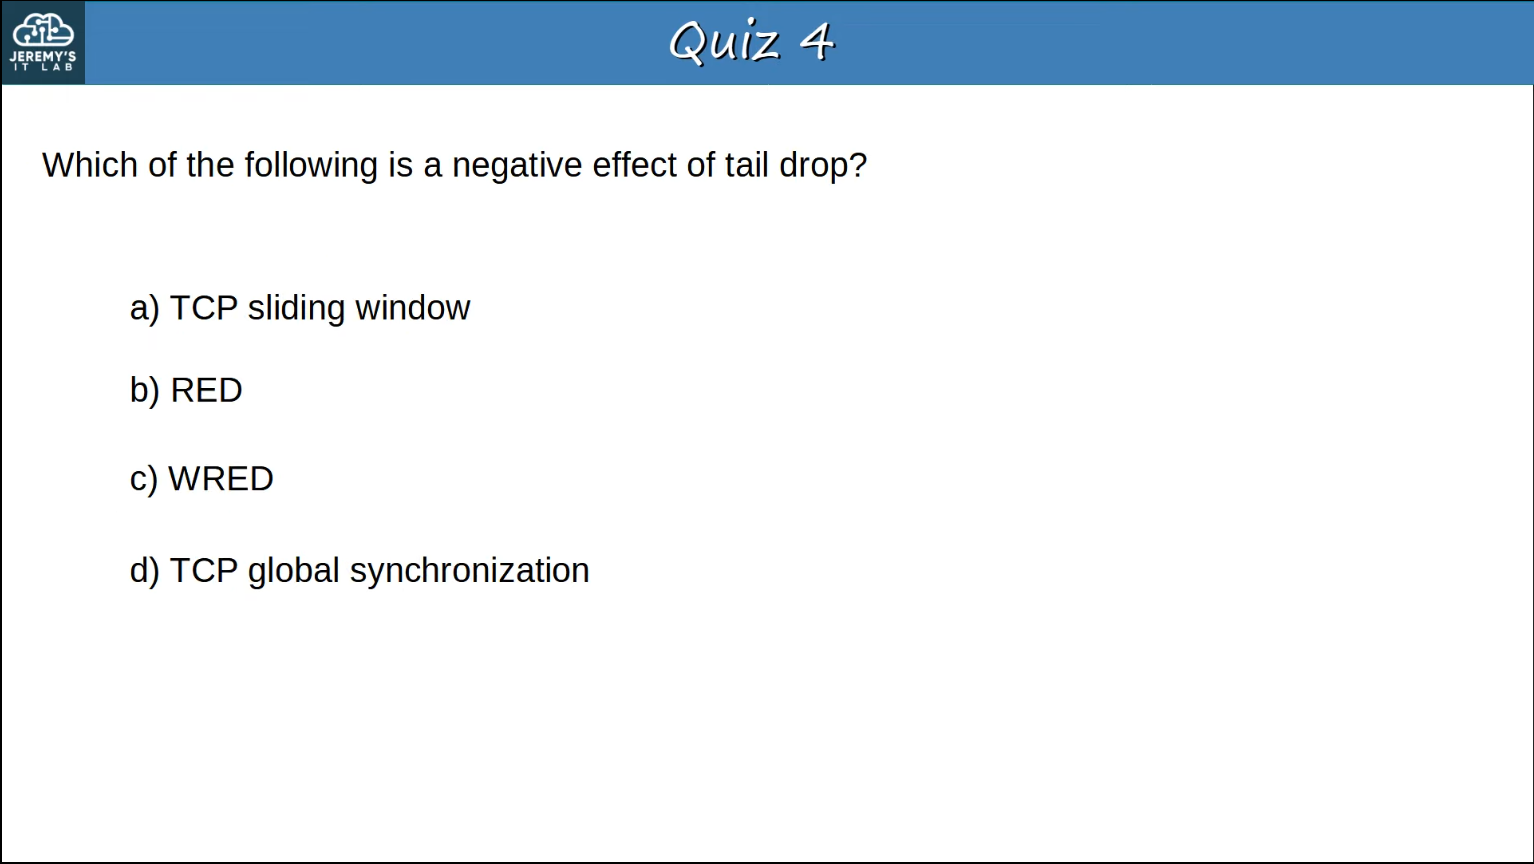 JEREMY'S
IT LAB
Quiz 4
Which of the following is a negative effect of tail drop?
a) TCP sliding window
b) RED
c) WRED
d) TCP global synchronization